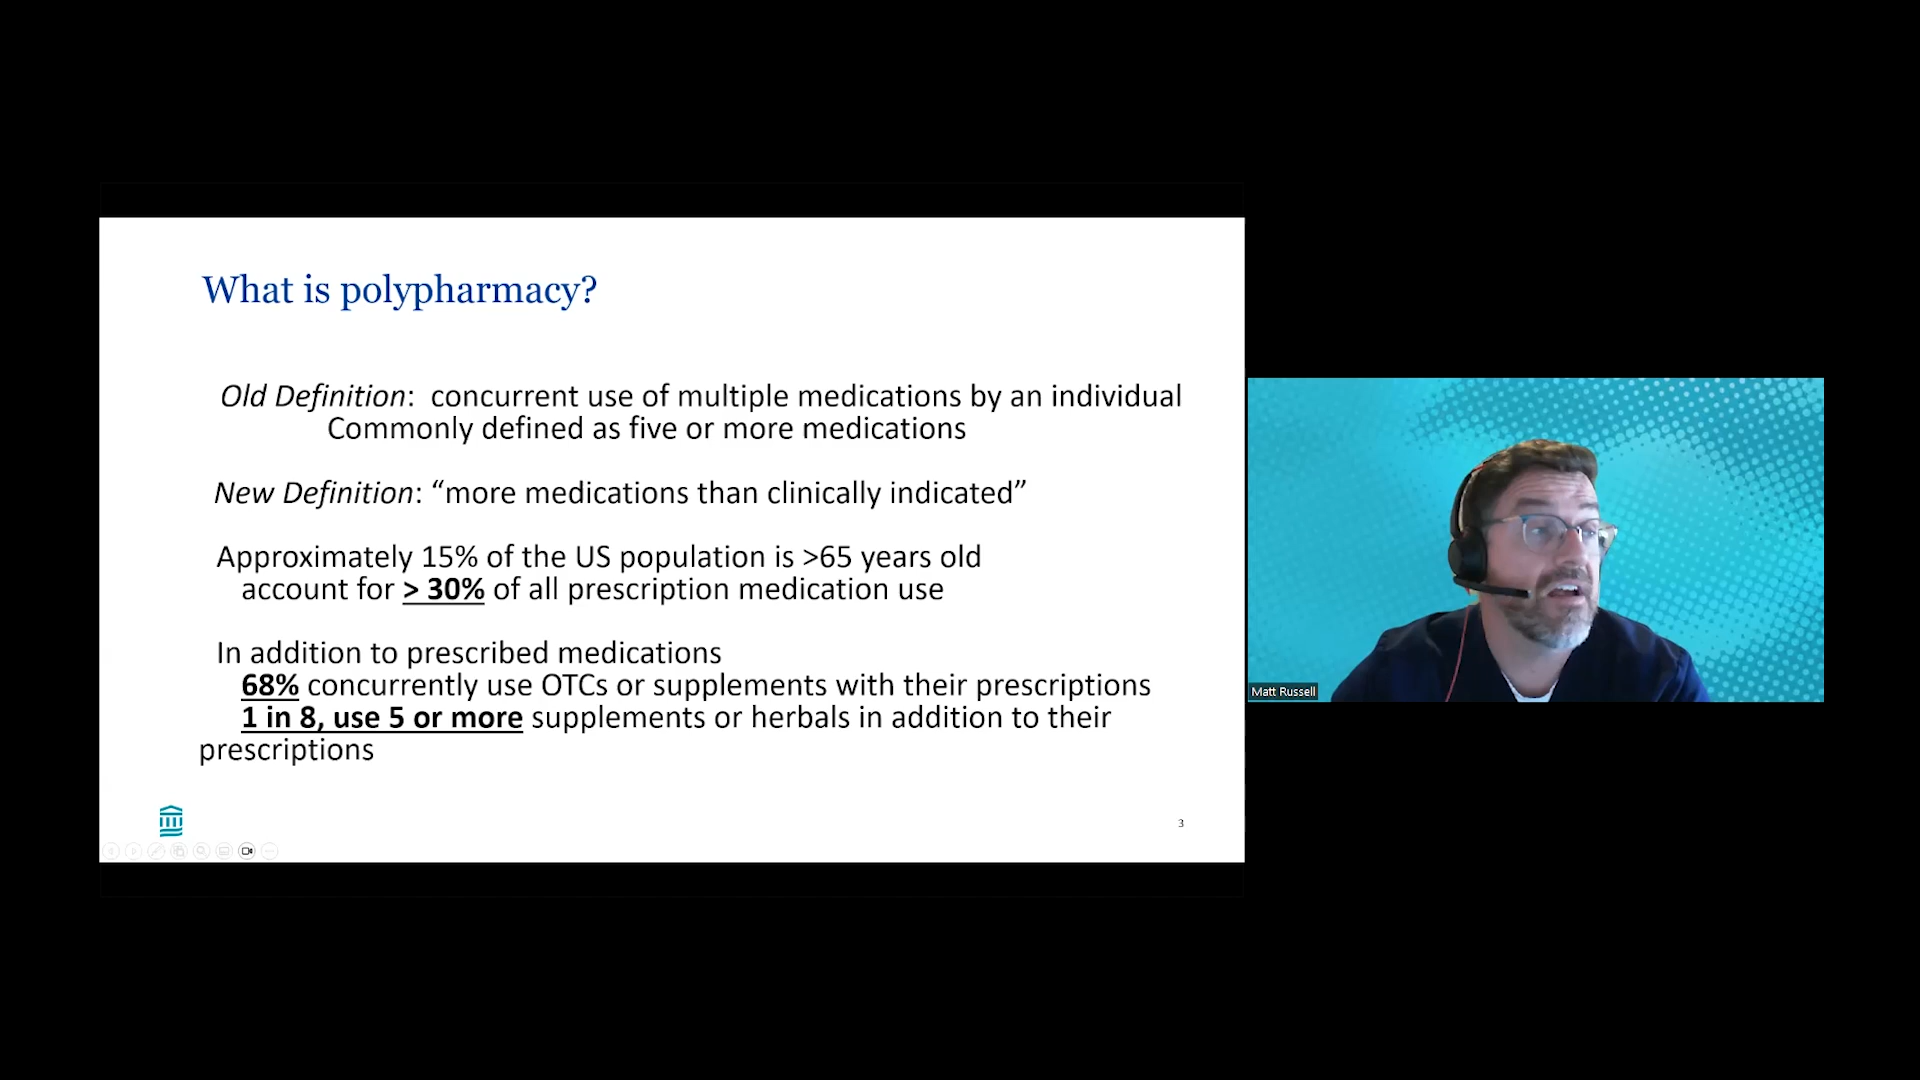 What is polypharmacy?
Old Definition:  concurrent use of multiple medications by an individual
Commonly defined as five or more medications
New Definition: “more medications than clinically indicated”
Approximately 15% of the US population is >65 years old
account for > 30% of all prescription medication use
In addition to prescribed medications
68% concurrently use OTCs or supplements with their prescriptions
1 in 8, use 5 or more supplements or herbals in addition to their
prescriptions
3
Matt Russell